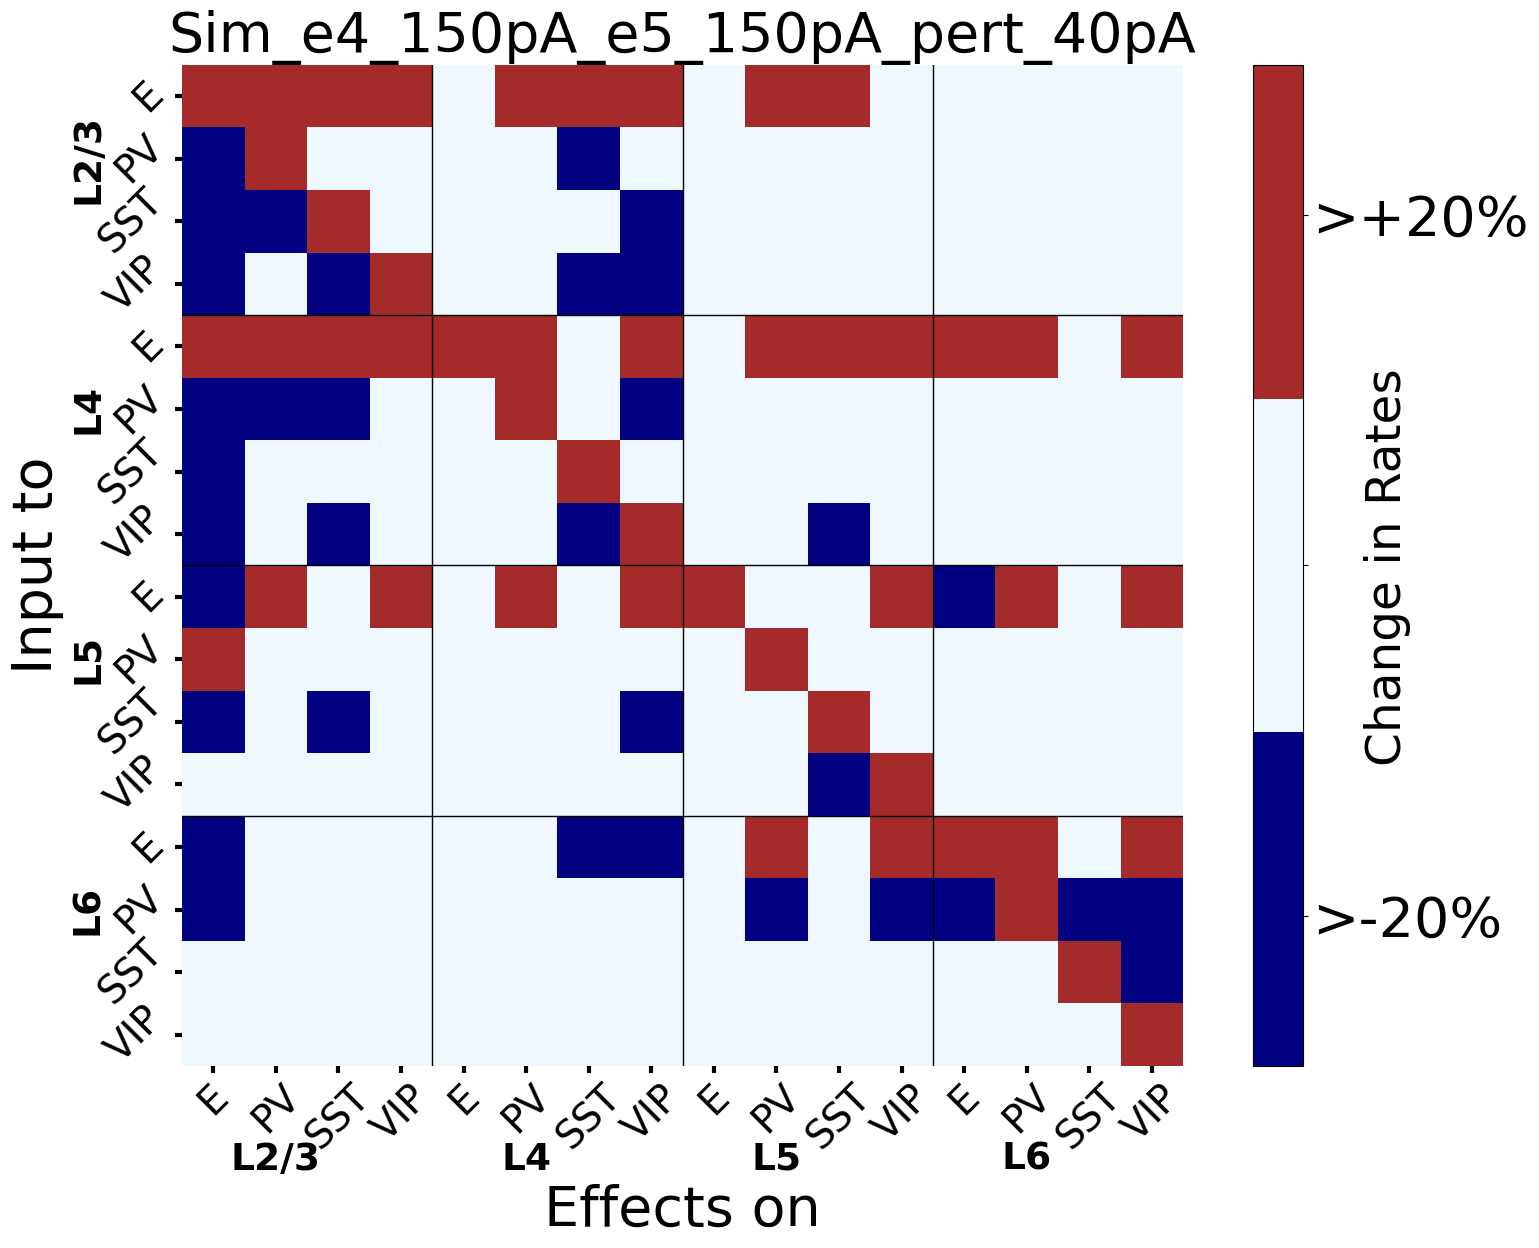 Sim_e4_150pA_e5_150pA_pert_40pA
Input to
L2/3
E
PV
SST
VIP
L4
E
PV
SST
VIP
L5
E
PV
SST
VIP
L6
E
PV
SST
VIP
E PV SST VIP E PV SST VIP E PV SST VIP E PV SST VIP
L2/3 L4 L5 L6
Effects on
>+20%
>-20%
Change in Rates